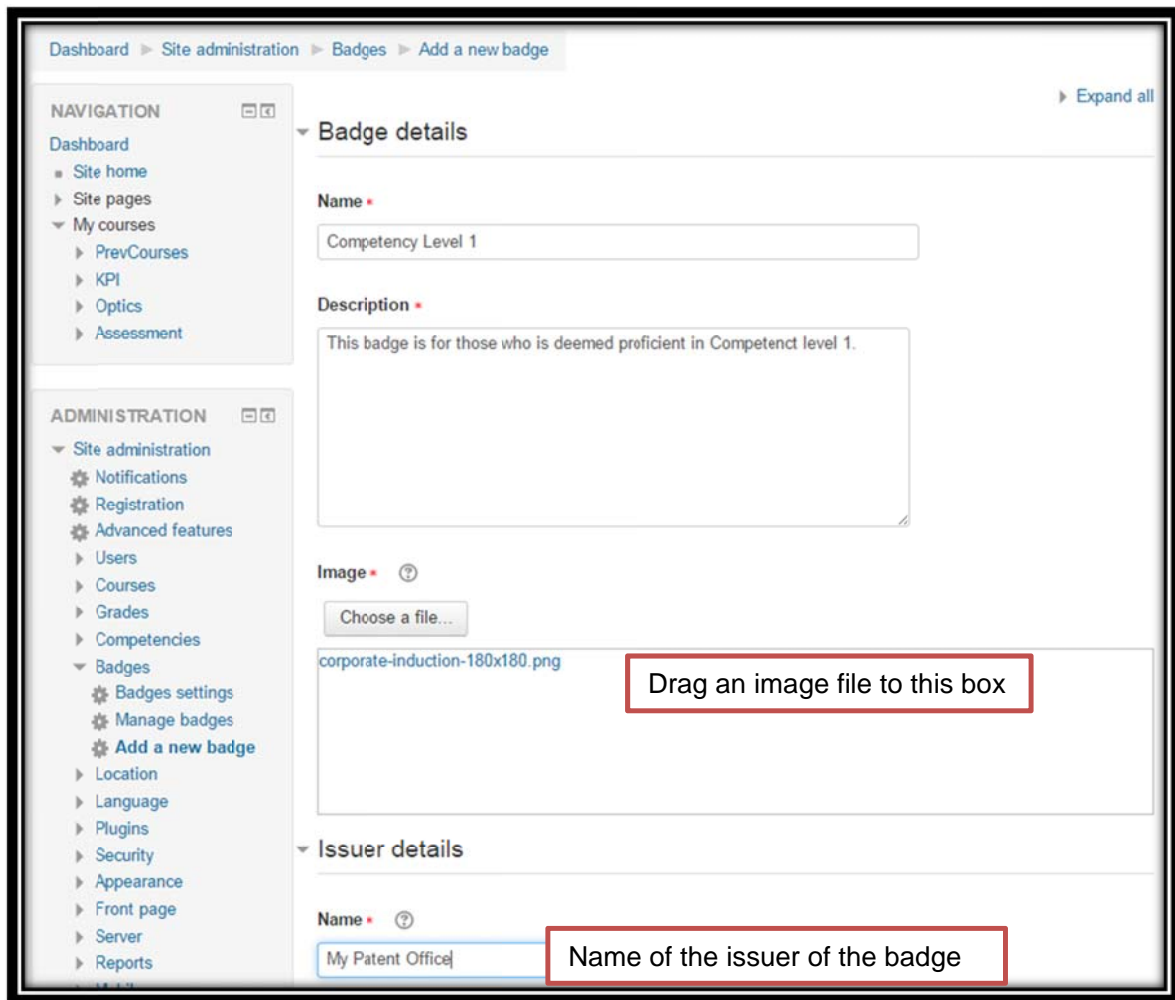 Dashboard ► Site administration ► Badges ► Add a new badge
Expand all
NAVIGATION
Dashboard
Site home
Site pages
My courses
PrevCourses
KPI
Optics
Assessment
ADMINISTRATION
Site administration
Notifications
Registration
Advanced features
Users
Courses
Grades
Competencies
Badges
Badges settings
Manage badges
Add a new badge
Location
Language
Plugins
Security
Appearance
Front page
Server
Reports
Badge details
Name *
Competency Level 1
Description *
This badge is for those who is deemed proficient in Competenct level 1.
Image * ?
Choose a file...
corporate-induction-180x180.png
Drag an image file to this box
Issuer details
Name * ?
My Patent Office
Name of the issuer of the badge